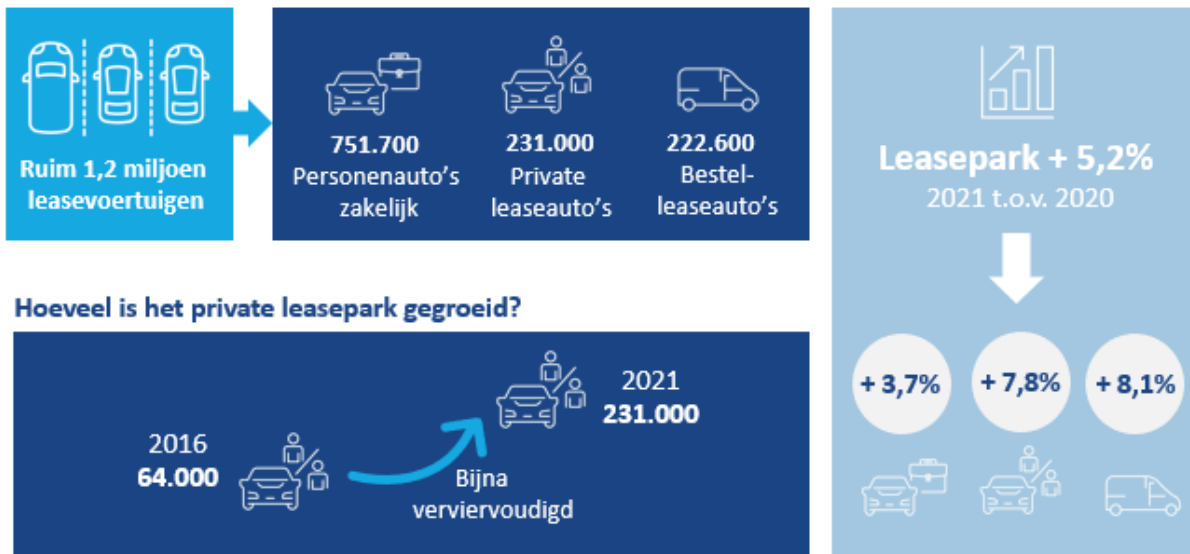 Ruim 1,2 miljoen
leasevoertuigen
751.700
Personenauto's
zakelijk
231.000
Private
leaseauto's
222.600
Bestel-
leaseauto's
Leasepark + 5,2%
2021 t.o.v. 2020
+ 3,7%
+ 7,8%
+ 8,1%
Hoeveel is het private leasepark gegroeid?
2016
64.000
Bijna
verviervoudigd
2021
231.000